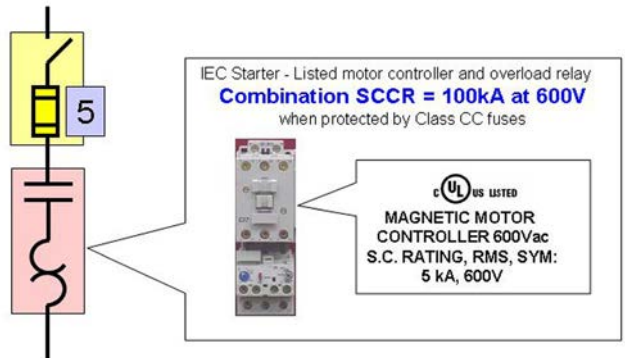 5
IEC Starter - Listed motor controller and overload relay
Combination SCCR = 100kA at 600V
when protected by Class CC fuses
c UL US LISTED
MAGNETIC MOTOR
CONTROLLER 600Vac
S.C. RATING, RMS, SYM:
5 kA, 600V